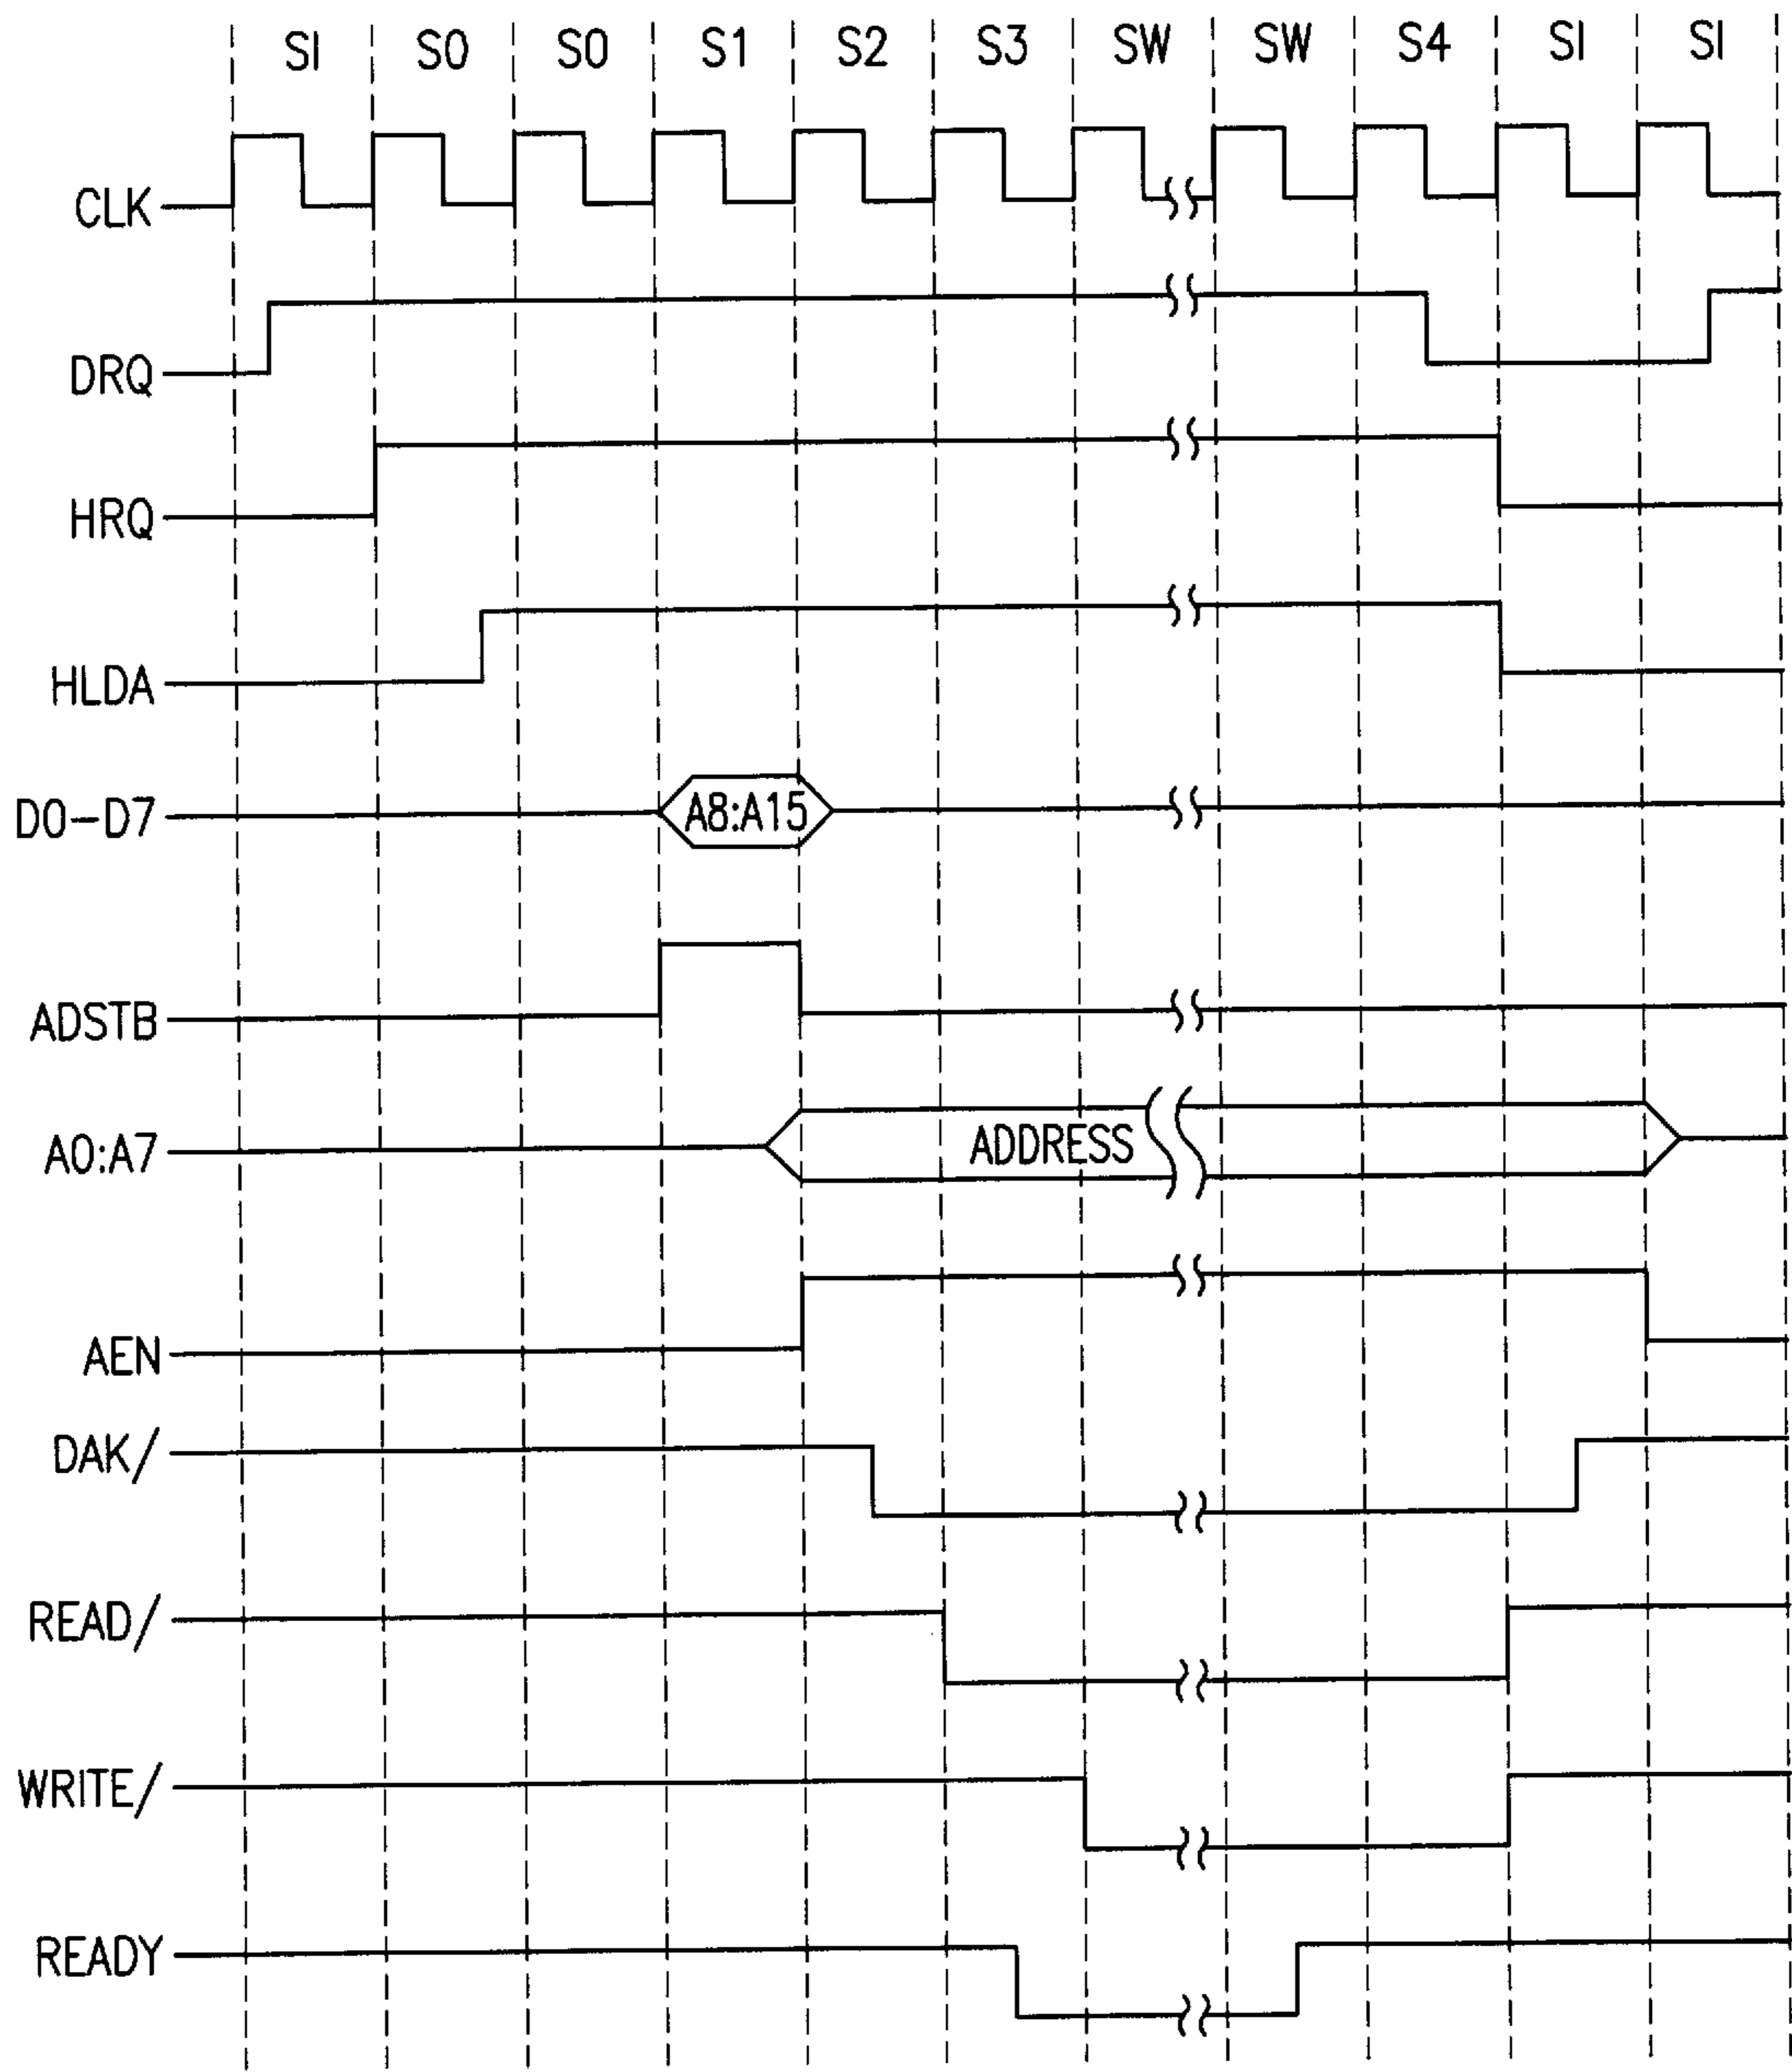 SI S0 S0 S1 S2 S3 SW SW S4 SI SI
CLK
DRQ
HRQ
HLDA
D0-D7 A8:A15
ADSTB
A0:A7 ADDRESS
AEN
DAK/
READ/
WRITE/
READY